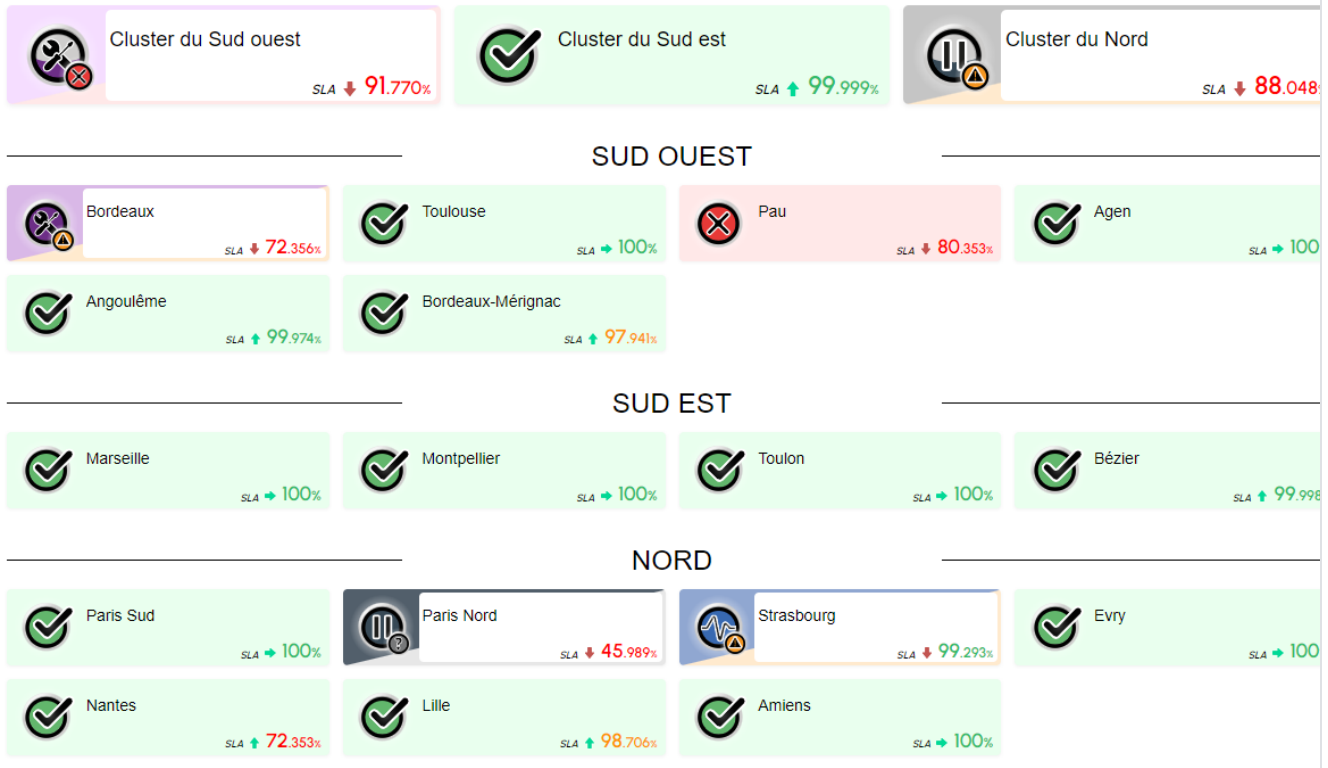 Cluster du Sud ouest
SLA 91.770%
Cluster du Sud est
SLA 99.999%
Cluster du Nord
SLA 88.048%
SUD OUEST
Bordeaux
SLA 72.356%
Toulouse
SLA 100%
Pau
SLA 80.353%
Agen
SLA 100
Angoulême
SLA 99.974%
Bordeaux-Mérignac
SLA 97.941%
SUD EST
Marseille
SLA 100%
Montpellier
SLA 100%
Toulon
SLA 100%
Bézier
SLA 99.998
NORD
Paris Sud
SLA 100%
Paris Nord
?
SLA 45.989%
Strasbourg
SLA 99.293%
Evry
SLA 100
Nantes
SLA 72.353%
Lille
SLA 98.706%
Amiens
SLA 100%